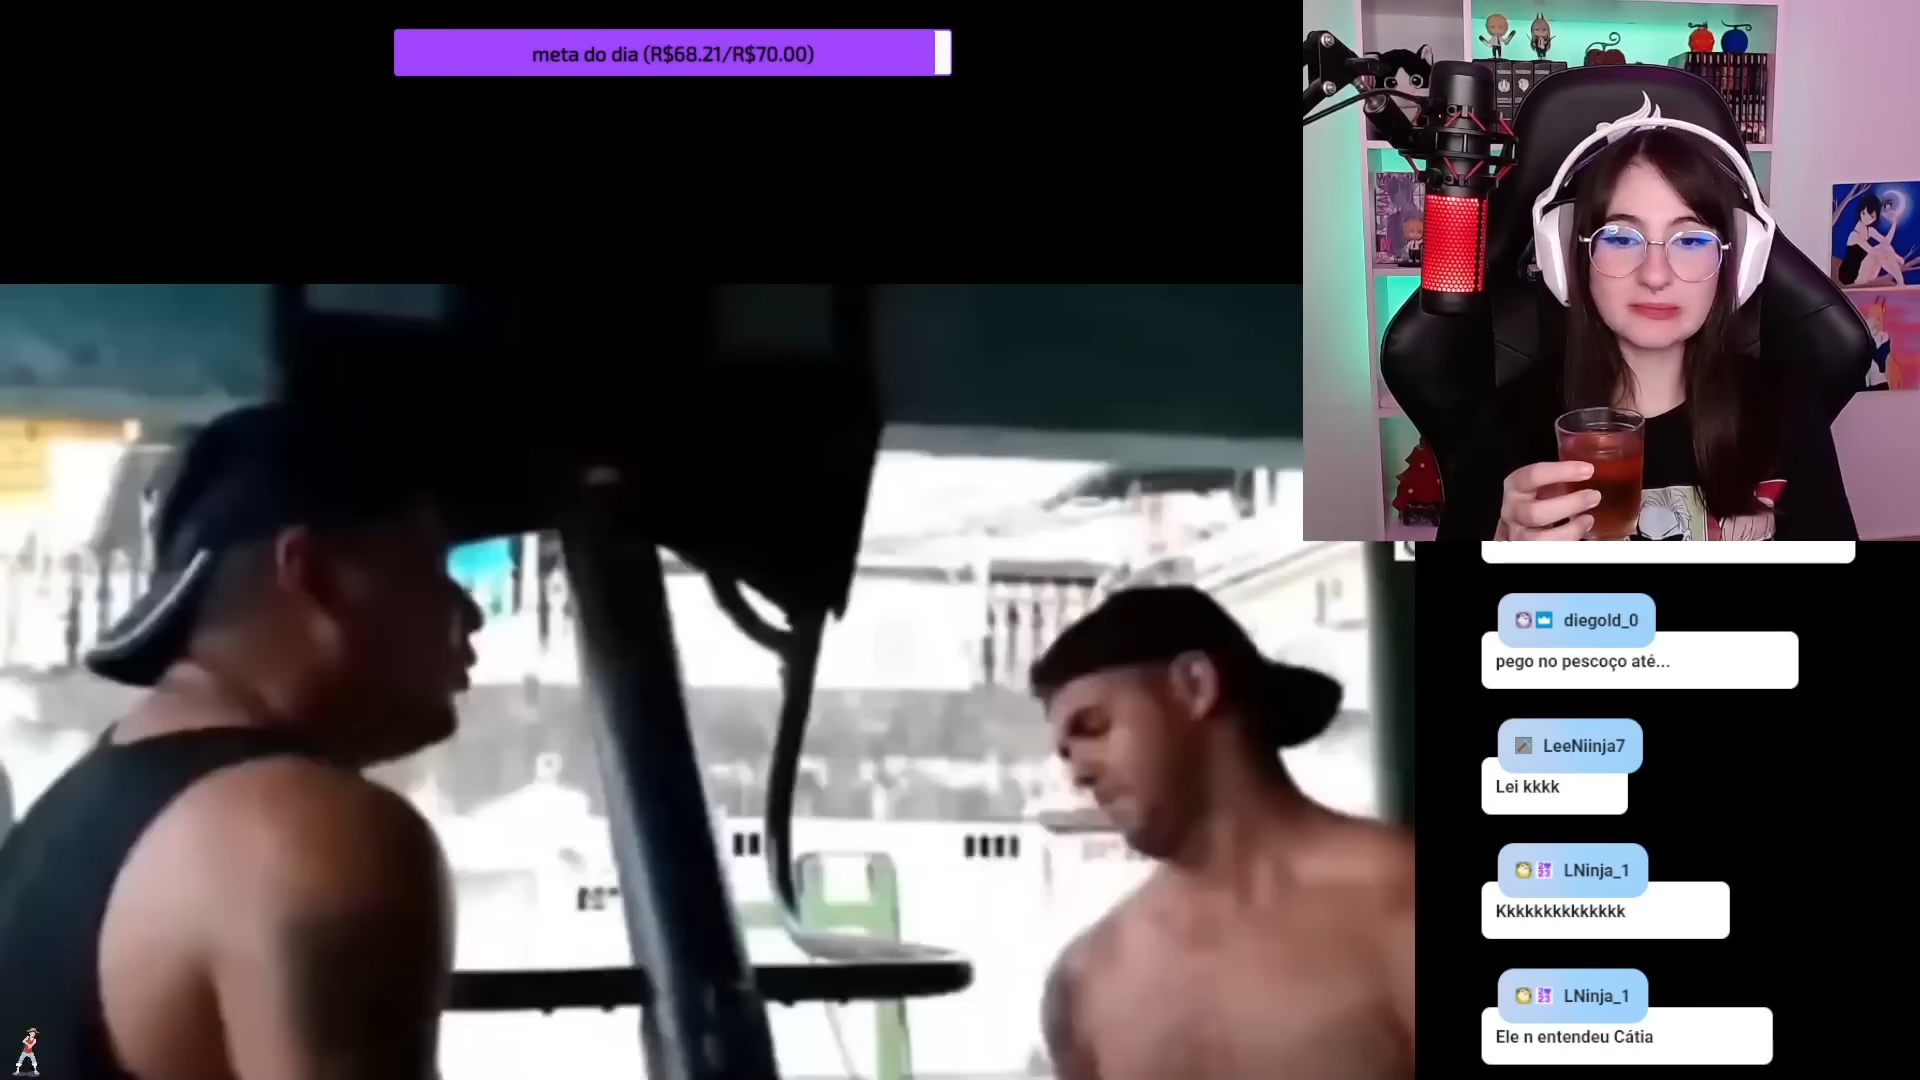 meta do dia (R$68.21/R$70.00)
diegold_0
pego no pescoço até...
LeeNiinja7
Lei kkkk
LNinja_1
Kkkkkkkkkkkkkk
LNinja_1
Ele n entendeu Cátia